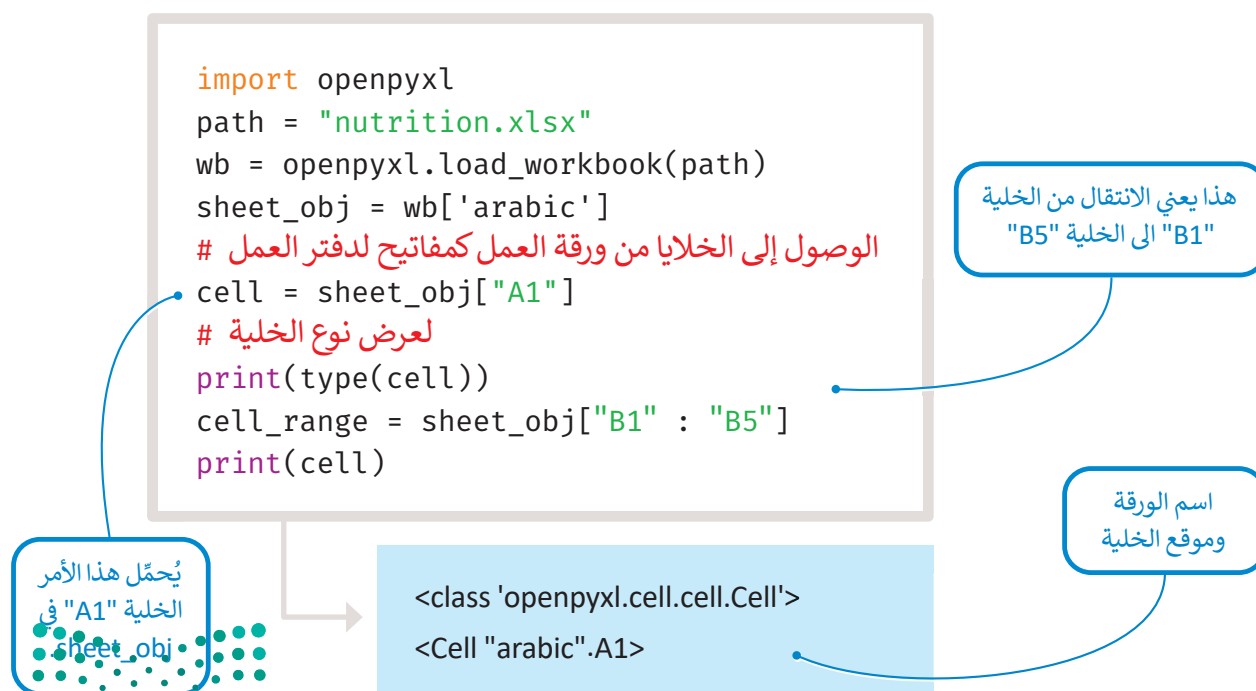 import openpyxl
path = "nutrition.xlsx"
wb = openpyxl.load_workbook(path)
sheet_obj = wb['arabic']
# الوصول إلى الخلايا من ورقة العمل كمفاتيح لدفتر العمل
cell = sheet_obj["A1"]
# لعرض نوع الخلية
print(type(cell))
cell_range = sheet_obj["B1" : "B5"]
print(cell)
هذا يعني الانتقال من الخلية
"B1" الى الخلية "B5"
يُحمِّل هذا الأمر
الخلية "A1" في
sheet_obj.
<class 'openpyxl.cell.cell.Cell'>
<Cell "arabic".A1>
اسم الورقة
وموقع الخلية